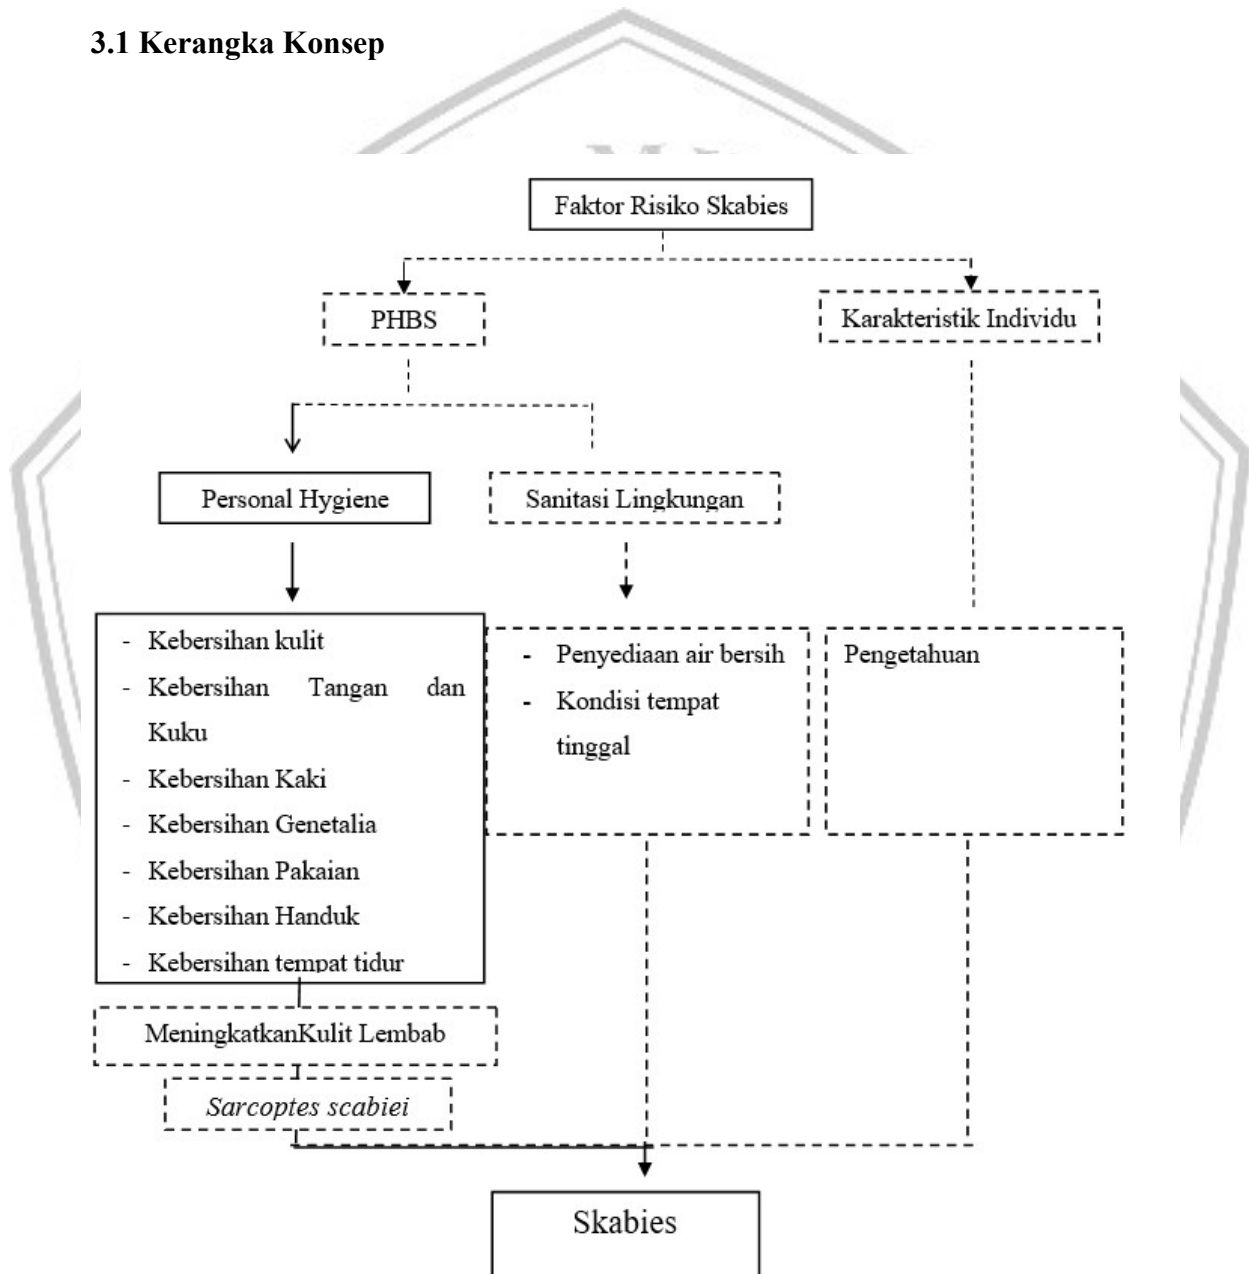 3.1 Kerangka Konsep
Faktor Risiko Skabies
PHBS
Karakteristik Individu
Personal Hygiene
Sanitasi Lingkungan
- Kebersihan kulit
- Kebersihan Tangan dan
Kuku
- Kebersihan Kaki
- Kebersihan Genetalia
- Kebersihan Pakaian
- Kebersihan Handuk
- Kebersihan tempat tidur
- Penyediaan air bersih
- Kondisi tempat
tinggal
Pengetahuan
MeningkatkanKulit Lembab
Sarcoptes scabiei
Skabies